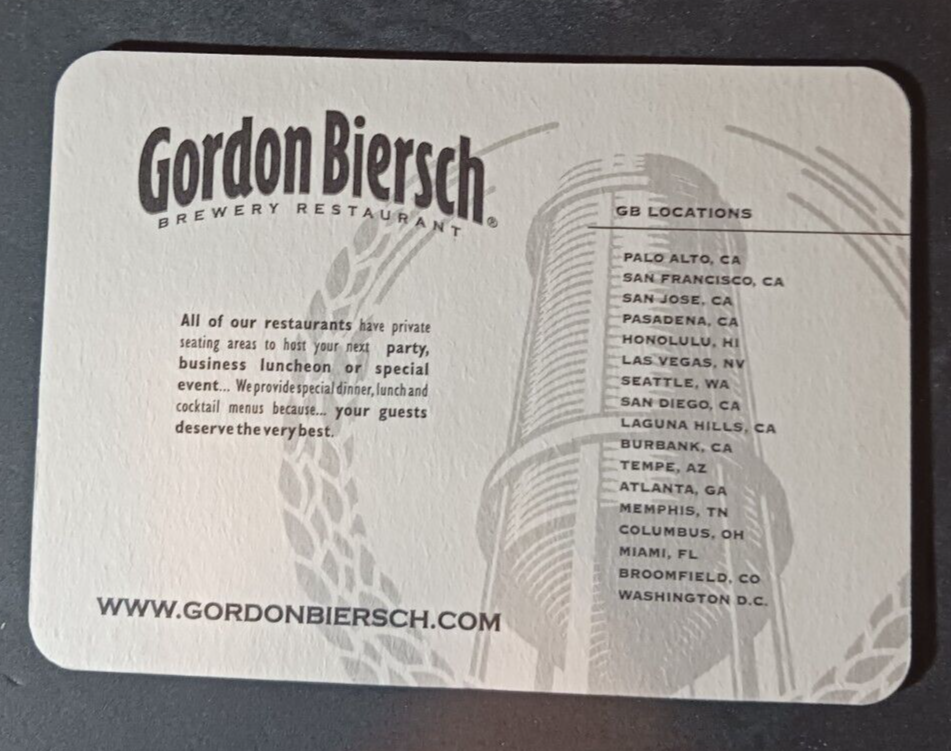 Gordon Biersch®
BREWERY RESTAURANT
All of our restaurants have private
seating areas to host your next party,
business luncheon or special
event... We provide special dinner, lunch and
cocktail menus because... your guests
deserve the very best.
WWW.GORDONBIERSCH.COM
GB LOCATIONS
PALO ALTO, CA
SAN FRANCISCO, CA
SAN JOSE, CA
PASADENA, CA
HONOLULU, HI
LAS VEGAS, NV
SEATTLE, WA
SAN DIEGO, CA
LAGUNA HILLS, CA
BURBANK, CA
TEMPE, AZ
ATLANTA, GA
MEMPHIS, TN
COLUMBUS, OH
MIAMI, FL
BROOMFIELD, CO
WASHINGTON D.C.